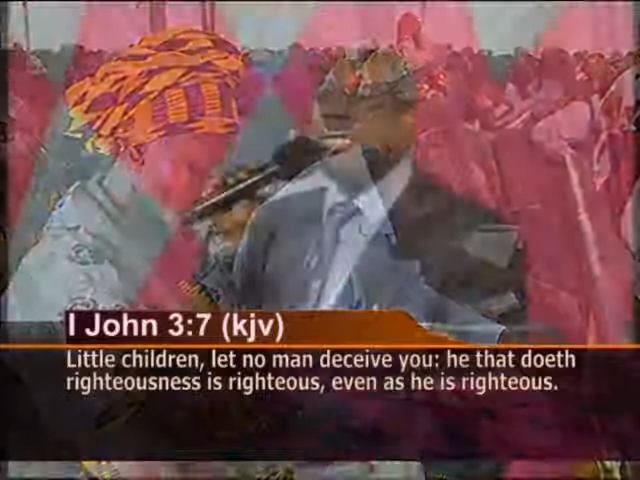 I John 3:7 (kjv)
Little children, let no man deceive you: he that doeth
righteousness is righteous, even as he is righteous.